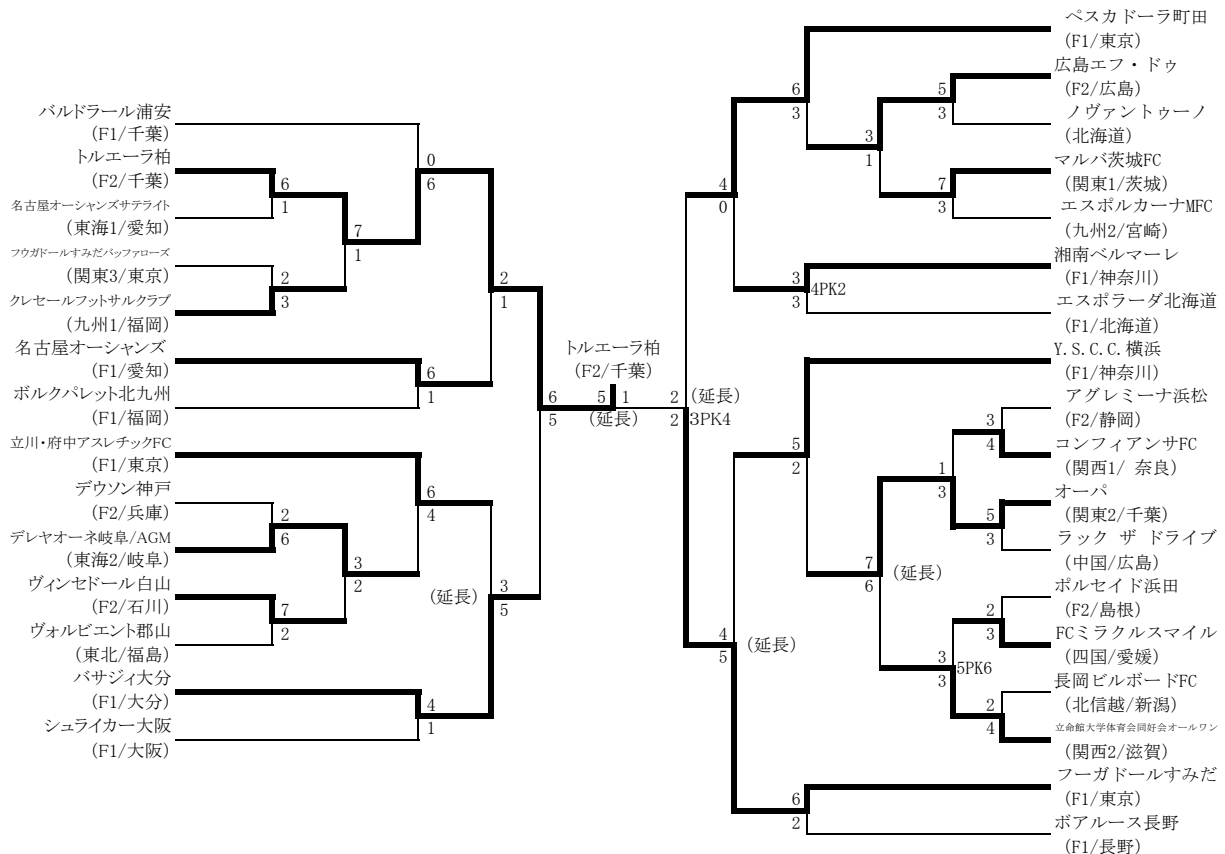 バルドラール浦安
(F1/千葉)
トルエーラ柏
(F2/千葉)
名古屋オーシャンズサテライト
(東海1/愛知)
フウガドールすみだバッファローズ
(関東3/東京)
クレセールフットサルクラブ
(九州1/福岡)
名古屋オーシャンズ
(F1/愛知)
ボルクバレット北九州
(F1/福岡)
立川・府中アスレチックFC
(F1/東京)
デウソン神戸
(F2/兵庫)
デレヤオーネ岐阜/AGM
(東海2/岐阜)
ヴィンセドール白山
(F2/石川)
ヴォルビエント郡山
(東北/福島)
バサジィ大分
(F1/大分)
シュライカー大阪
(F1/大阪)
6
1
2
3
2
6
7
2
7
1
3
2
0
6
6
1
6
4
4
1
2
1
(延長)
3
5
6
5
トルエーラ柏
(F2/千葉)
5
1
(延長)
2
(延長)
2
3PK4
4
0
4
(延長)
5
6
3
3
4PK2
3
5
2
6
2
3
1
7
(延長)
6
5
3
7
3
1
3
3
5PK6
3
3
4
5
3
2
3
2
4
ペスカドーラ町田
(F1/東京)
広島エフ・ドゥ
(F2/広島)
ノヴァントゥーノ
(北海道)
マルバ茨城FC
(関東1/茨城)
エスポルカーナMFC
(九州2/宮崎)
湘南ベルマーレ
(F1/神奈川)
エスポラーダ北海道
(F1/北海道)
Y.S.C.C.横浜
(F1/神奈川)
アグレミーナ浜松
(F2/静岡)
コンフィアンサFC
(関西1/ 奈良)
オーパ
(関東2/千葉)
ラック ザ ドライブ
(中国/広島)
ポルセイド浜田
(F2/島根)
FCミラクルスマイル
(四国/愛媛)
長岡ビルボードFC
(北信越/新潟)
立命館大学体育会同好会オールワン
(関西2/滋賀)
フーガドールすみだ
(F1/東京)
ボアルース長野
(F1/長野)